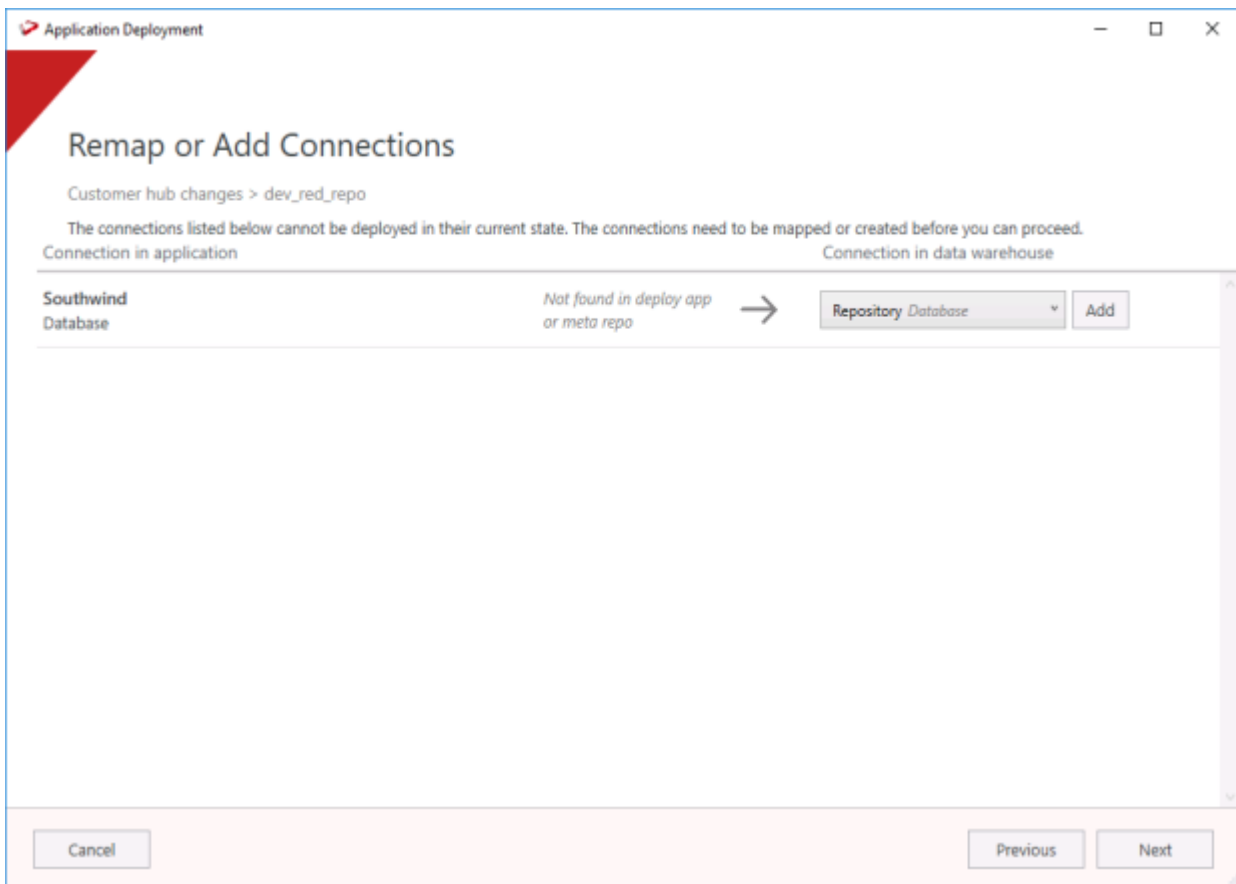 Application Deployment
Remap or Add Connections
Customer hub changes > dev_red_repo
The connections listed below cannot be deployed in their current state. The connections need to be mapped or created before you can proceed.
Connection in application
Connection in data warehouse
Southwind
Database
Not found in deploy app
or meta repo
Repository Database
Add
Cancel
Previous
Next